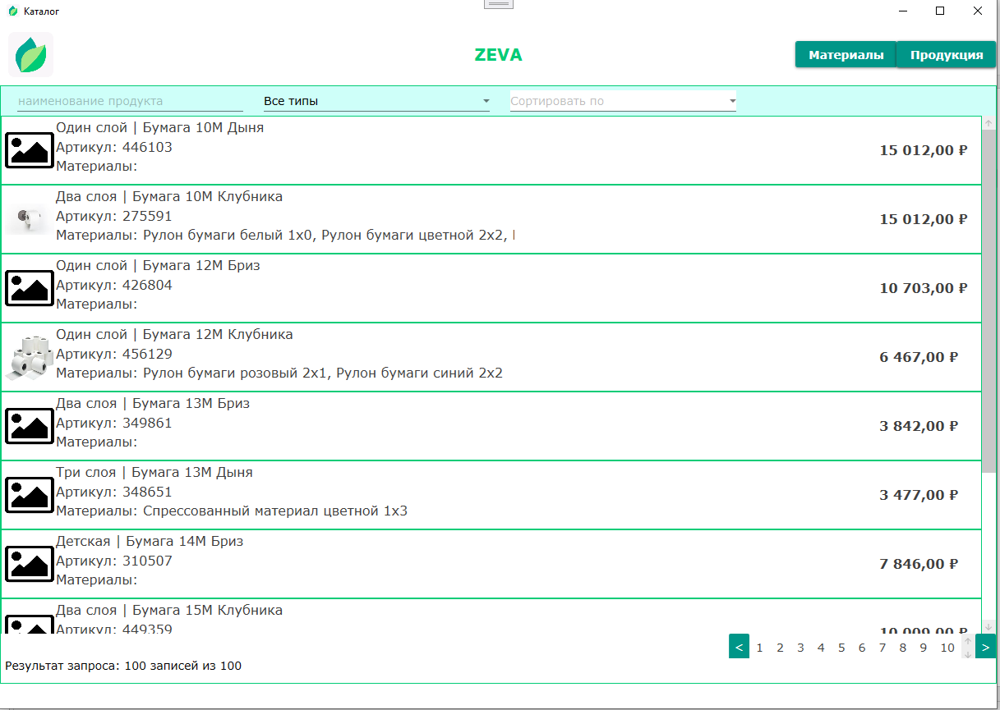 Каталог
ZEVA
Материалы
Продукция
наименование продукта
Все типы
Сортировать по
Один слой | Бумага 10М Дыня
Артикул: 446103
Материалы:
15 012,00 ₽
Два слоя | Бумага 10М Клубника
Артикул: 275591
Материалы: Рулон бумаги белый 1x0, Рулон бумаги цветной 2x2,
15 012,00 ₽
Один слой | Бумага 12М Бриз
Артикул: 426804
Материалы:
10 703,00 ₽
Один слой | Бумага 12М Клубника
Артикул: 456129
Материалы: Рулон бумаги розовый 2x1, Рулон бумаги синий 2x2
6 467,00 ₽
Два слоя | Бумага 13М Бриз
Артикул: 349861
Материалы:
3 842,00 ₽
Три слоя | Бумага 13М Дыня
Артикул: 348651
Материалы: Спрессованный материал цветной 1x3
3 477,00 ₽
Детская | Бумага 14М Бриз
Артикул: 310507
Материалы:
7 846,00 ₽
Два слоя | Бумага 15М Клубника
Артикул: 449359
10 009,00 ₽
< 1 2 3 4 5 6 7 8 9 10 >
Результат запроса: 100 записей из 100